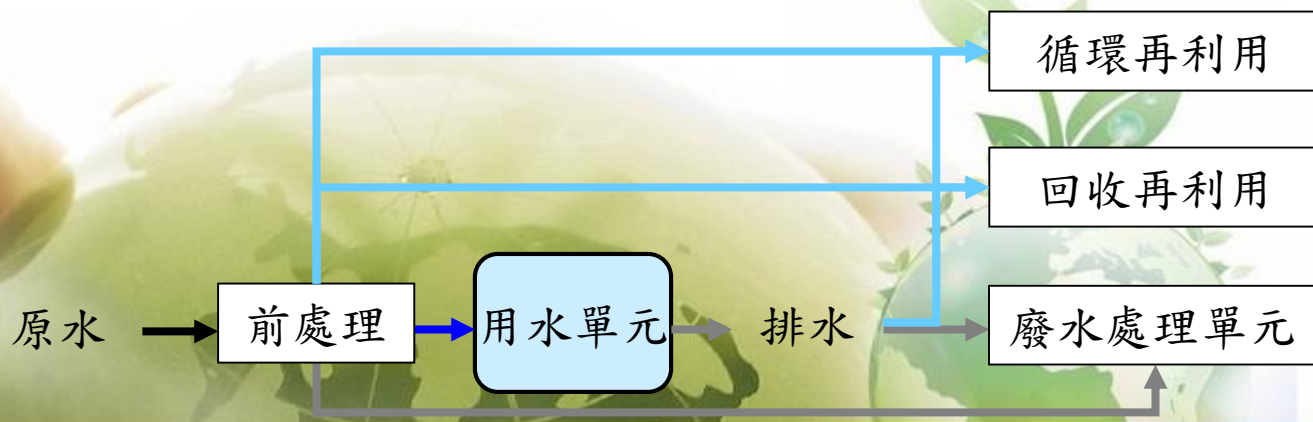 循環再利用
回收再利用
原水
前處理
用水單元
排水
廢水處理單元